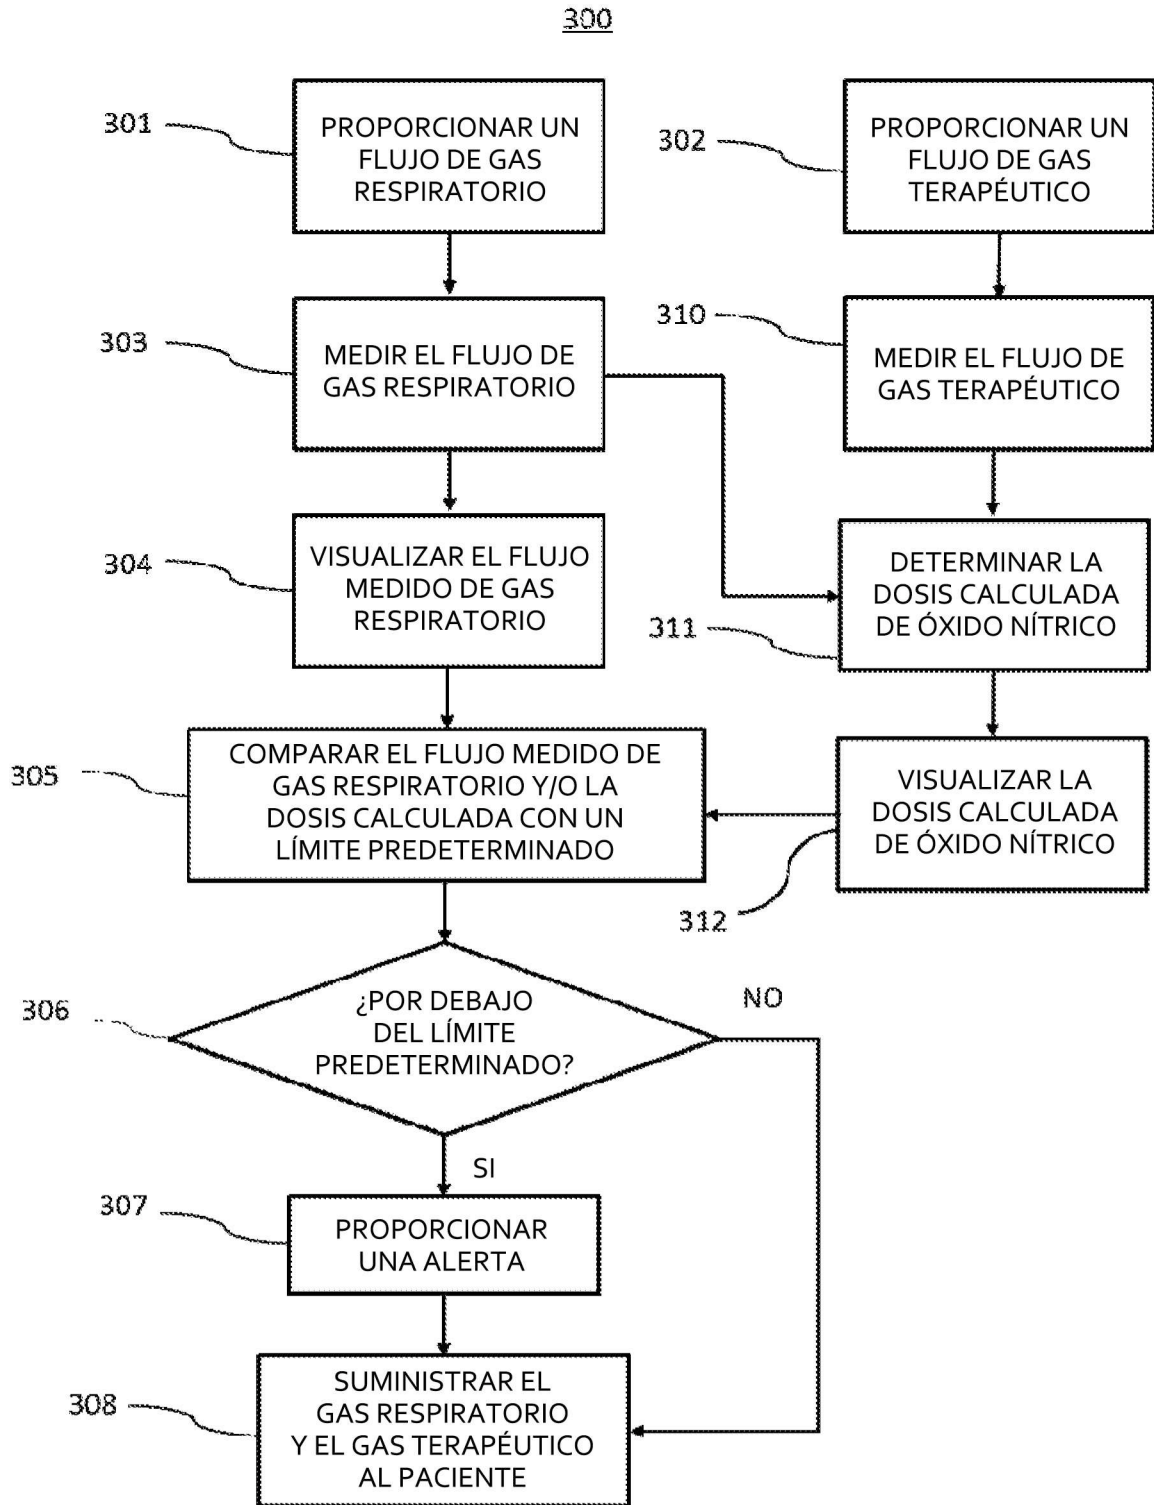 300
301
PROPORCIONAR UN
FLUJO DE GAS
RESPIRATORIO
302
PROPORCIONAR UN
FLUJO DE GAS
TERAPÉUTICO
303
MEDIR EL FLUJO DE
GAS RESPIRATORIO
310
MEDIR EL FLUJO DE
GAS TERAPÉUTICO
304
VISUALIZAR EL FLUJO
MEDIDO DE GAS
RESPIRATORIO
311
DETERMINAR LA
DOSIS CALCULADA
DE ÓXIDO NÍTRICO
305
COMPARAR EL FLUJO MEDIDO DE
GAS RESPIRATORIO Y/O LA
DOSIS CALCULADA CON UN
LÍMITE PREDETERMINADO
VISUALIZAR LA
DOSIS CALCULADA
DE ÓXIDO NÍTRICO
312
306
¿POR DEBAJO
DEL LÍMITE
PREDETERMINADO?
NO
SI
307
PROPORCIONAR
UNA ALERTA
308
SUMINISTRAR EL
GAS RESPIRATORIO
Y EL GAS TERAPÉUTICO
AL PACIENTE